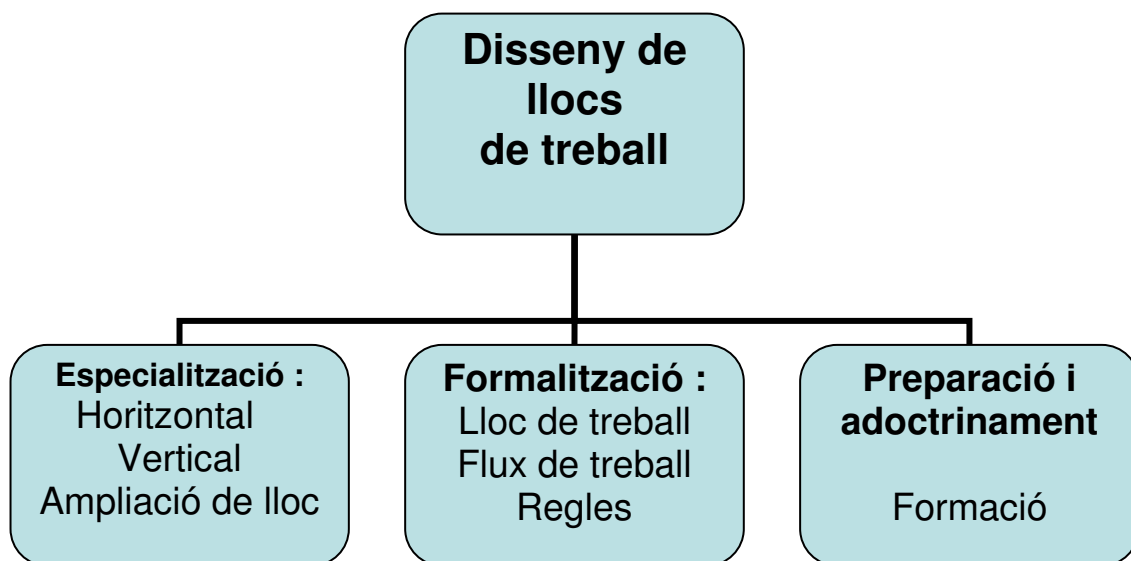 Disseny de
llocs
de treball
Especialització :
Horitzontal
Vertical
Ampliació de lloc
Formalització :
Lloc de treball
Flux de treball
Regles
Preparació i
adoctrinament
Formació